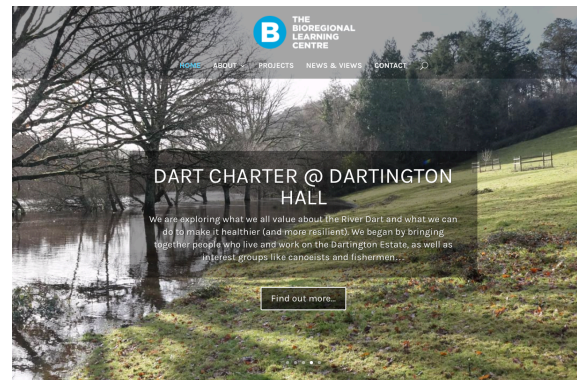 B
THE
BIOREGIONAL
LEARNING
CENTRE
HOME ABOUT PROJECTS NEWS & VIEWS CONTACT
DART CHARTER @ DARTINGTON
HALL
We are exploring what we all value about the River Dart and what we can
do to make it healthier (and more resilient). We began by bringing
together people who live and work on the Dartington Estate, as well as
interest groups like canoeists and fishermen...
Find out more...